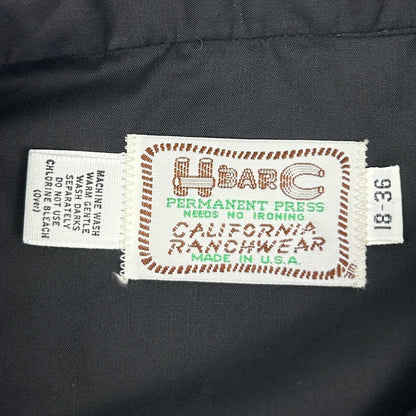 MACHINE WASH
WARM GENTLE
WASH DARKS
SEPARATELY
DO NOT USE
CHLORINE BLEACH
(Over)
H BAR C
PERMANENT PRESS
NEEDS NO IRONING
CALIFORNIA
RANCHWEAR
MADE IN U.S.A.
18-36